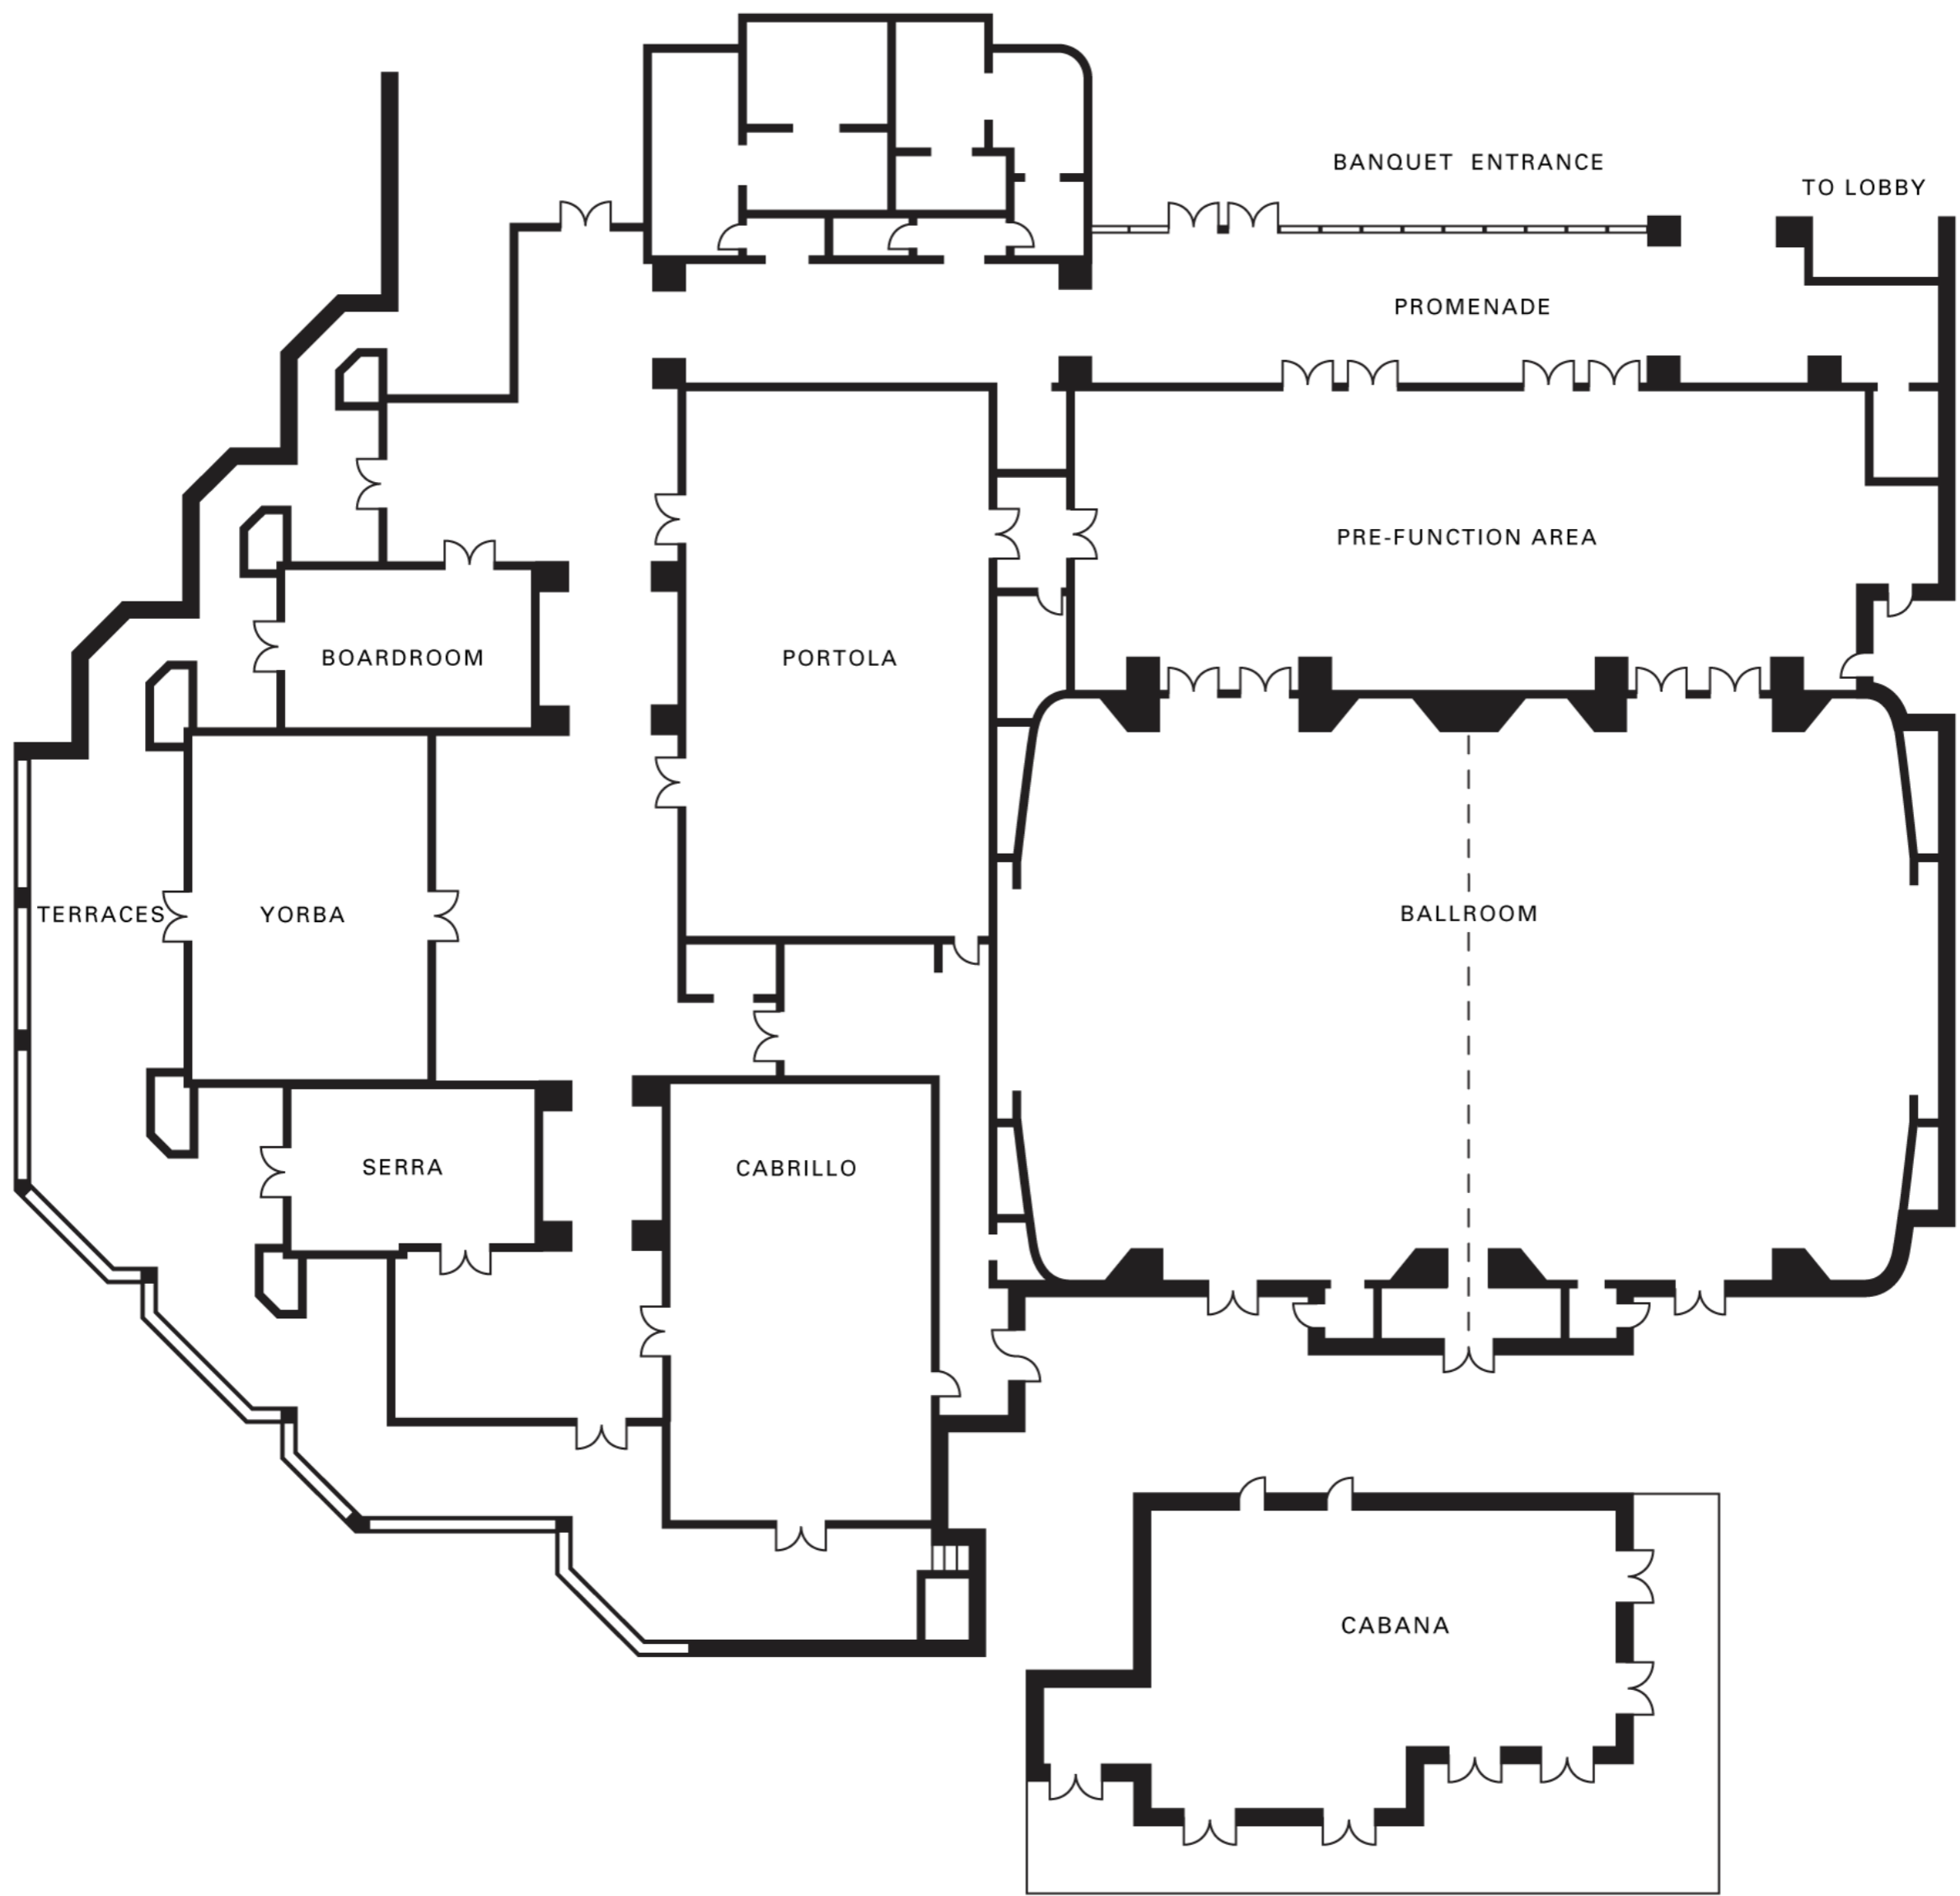 BANQUET ENTRANCE
TO LOBBY
PROMENADE
PRE-FUNCTION AREA
BOARDROOM
PORTOLA
TERRACES
YORBA
BALLROOM
SERRA
CABRILLO
CABANA